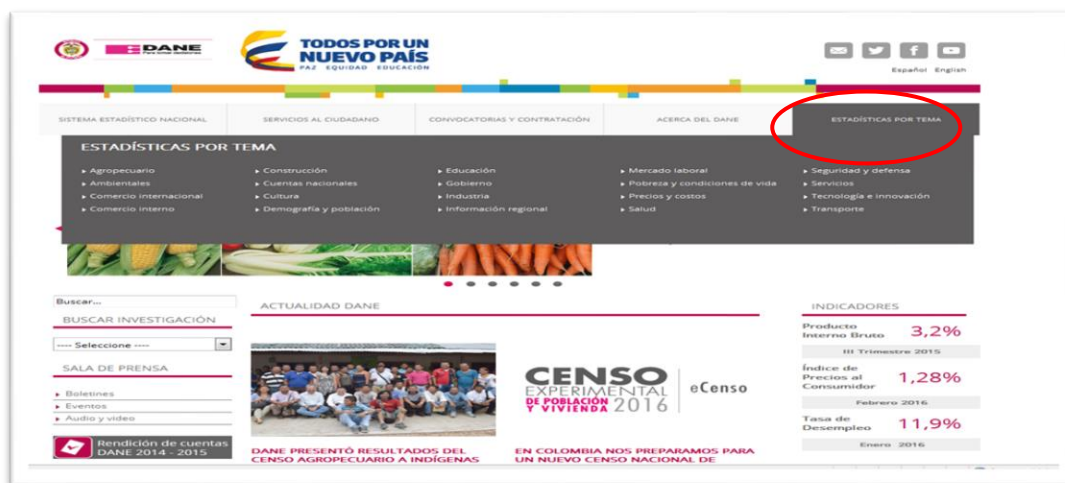 DANE
TODOS POR UN
NUEVO PAÍS
PAZ EQUIDAD EDUCACIÓN
Español English
SISTEMA ESTADÍSTICO NACIONAL
SERVICIOS AL CIUDADANO
CONVOCATORIAS Y CONTRATACIÓN
ACERCA DEL DANE
ESTADÍSTICAS POR TEMA
ESTADÍSTICAS POR TEMA
Agropecuario
Ambientales
Comercio internacional
Comercio interno
Construcción
Cuentas nacionales
Cultura
Demografía y población
Educación
Gobierno
Industria
Información regional
Mercado laboral
Pobreza y condiciones de vida
Precios y costos
Salud
Seguridad y defensa
Servicios
Tecnología e innovación
Transporte
Buscar...
BUSCAR INVESTIGACIÓN
---- Seleccione ----
SALA DE PRENSA
Boletines
Eventos
Audio y video
Rendición de cuentas
DANE 2014 - 2015
ACTUALIDAD DANE
DANE PRESENTÓ RESULTADOS DEL
CENSO AGROPECUARIO A INDÍGENAS
CENSO
EXPERIMENTAL
DE POBLACIÓN
Y VIVIENDA 2016
eCenso
EN COLOMBIA NOS PREPARAMOS PARA
UN NUEVO CENSO NACIONAL DE
INDICADORES
Producto
Interno Bruto 3,2%
III Trimestre 2015
Índice de
Precios al
Consumidor 1,28%
Febrero 2016
Tasa de
Desempleo 11,9%
Enero 2016